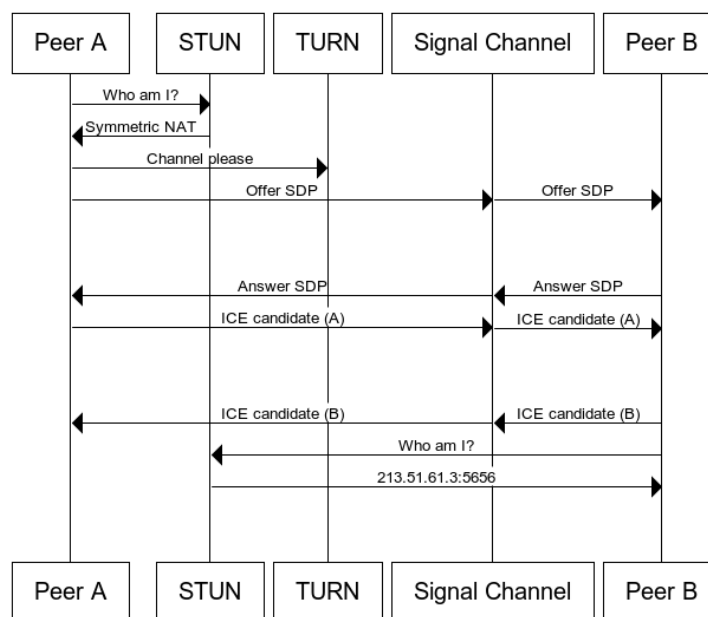 Peer A STUN TURN Signal Channel Peer B
Who am I?
Symmetric NAT
Channel please
Offer SDP Offer SDP
Answer SDP Answer SDP
ICE candidate (A) ICE candidate (A)
ICE candidate (B) ICE candidate (B)
Who am I?
213.51.61.3:5656
Peer A STUN TURN Signal Channel Peer B